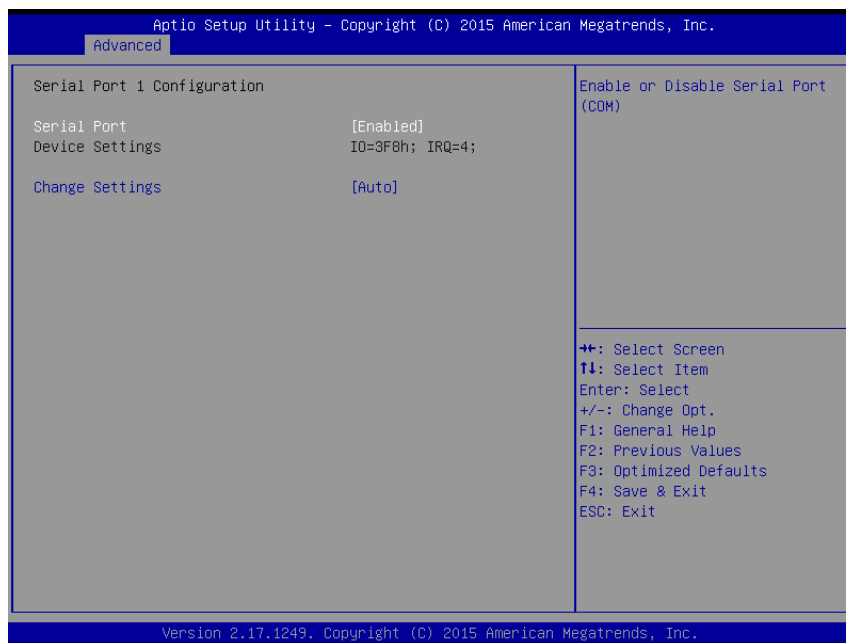 Aptio Setup Utility – Copyright (C) 2015 American Megatrends, Inc.
Advanced
Serial Port 1 Configuration
Serial Port [Enabled]
Device Settings IO=3F8h; IRQ=4;
Change Settings [Auto]
Enable or Disable Serial Port
(COM)
→←: Select Screen
↑↓: Select Item
Enter: Select
+/-: Change Opt.
F1: General Help
F2: Previous Values
F3: Optimized Defaults
F4: Save & Exit
ESC: Exit
Version 2.17.1249. Copyright (C) 2015 American Megatrends, Inc.